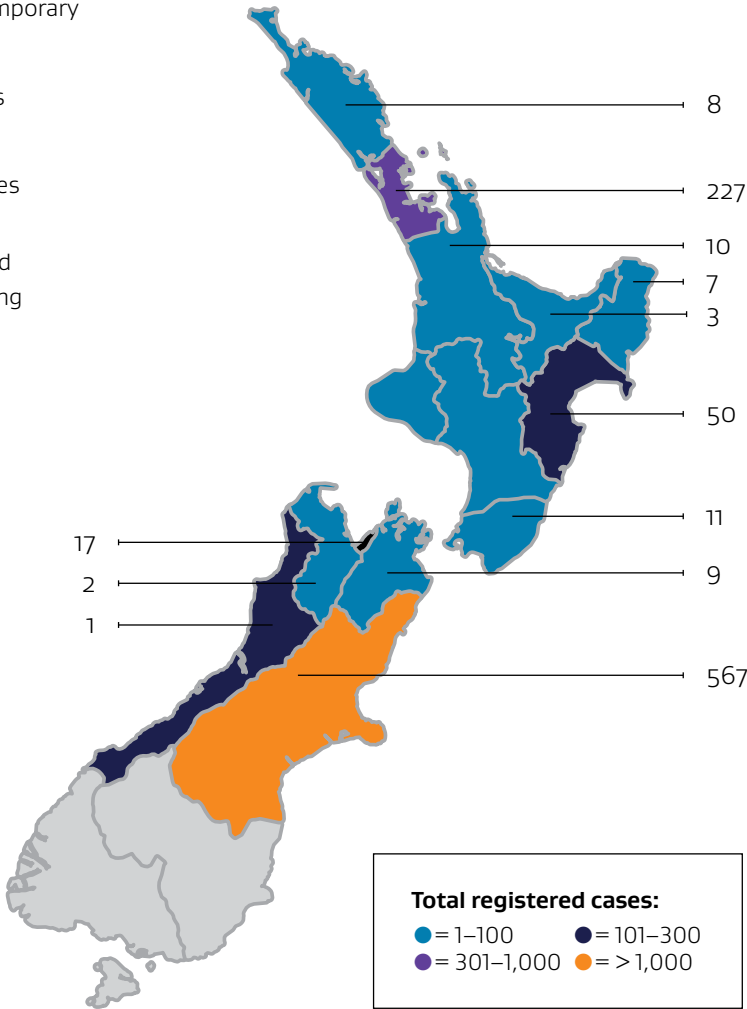 mporary
s
es
d
ng
8
227
10
7
3
50
11
17
9
2
1
567
Total registered cases:
= 1–100 = 101–300
= 301–1,000 = > 1,000